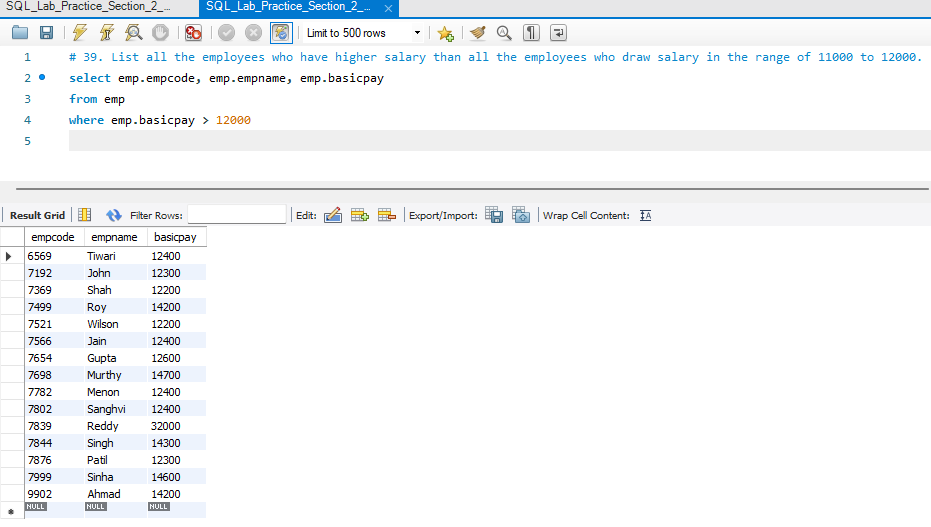 SQL_Lab_Practice_Section_2_... SQL_Lab_Practice_Section_2_...
Limit to 500 rows
1 # 39. List all the employees who have higher salary than all the employees who draw salary in the range of 11000 to 12000.
2 select emp.empcode, emp.empname, emp.basicpay
3 from emp
4 where emp.basicpay > 12000
5
Result Grid Filter Rows: Edit: Export/Import: Wrap Cell Content: IA
empcode empname basicpay
6569 Tiwari 12400
7192 John 12300
7369 Shah 12200
7499 Roy 14200
7521 Wilson 12200
7566 Jain 12400
7654 Gupta 12600
7698 Murthy 14700
7782 Menon 12400
7802 Sanghvi 12400
7839 Reddy 32000
7844 Singh 14300
7876 Patil 12300
7999 Sinha 14600
9902 Ahmad 14200
NULL NULL NULL